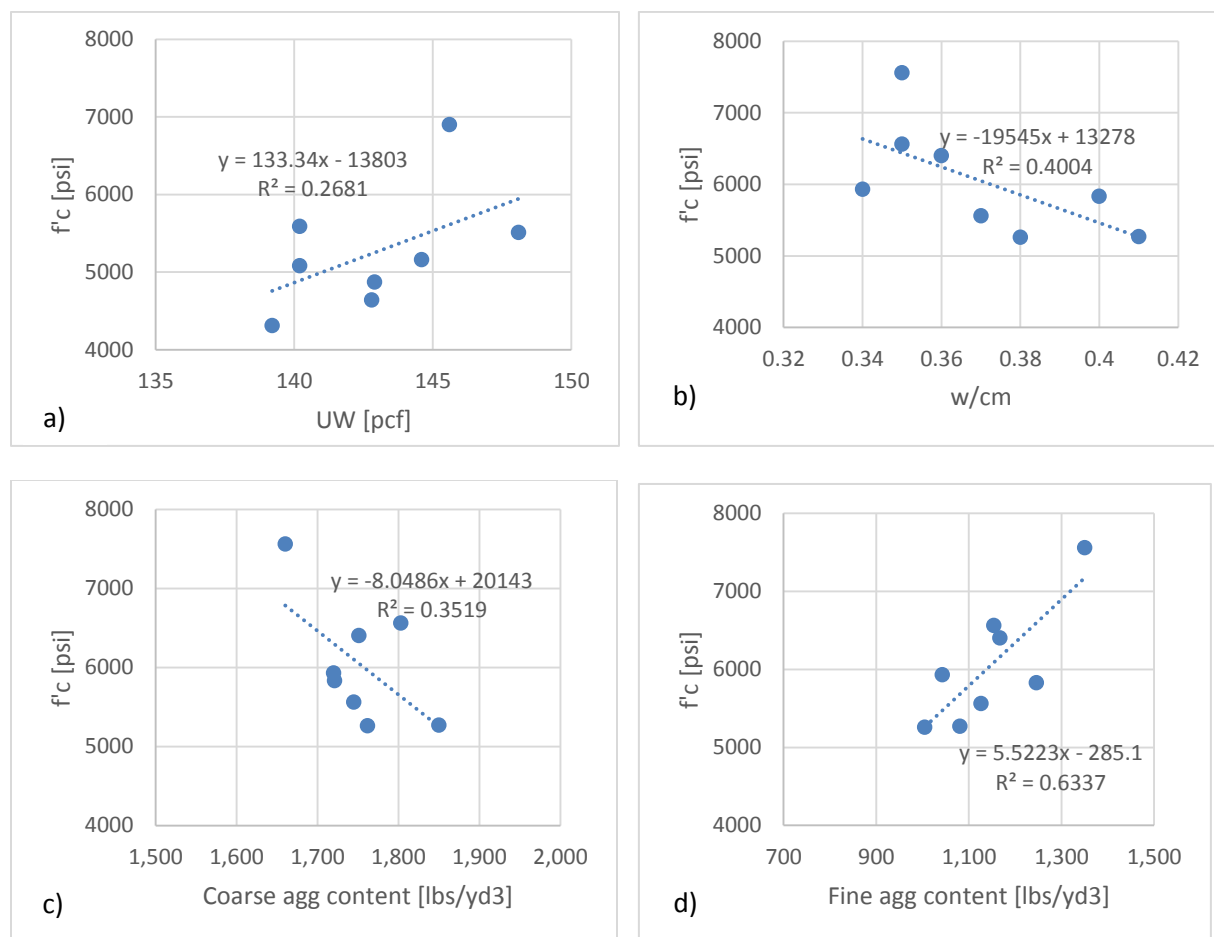 8000
7000
6000
5000
4000
f'c [psi]
y = 133.34x - 13803
R² = 0.2681
135
140
145
150
UW [pcf]
a)
8000
7000
6000
5000
4000
f'c [psi]
y = -19545x + 13278
R² = 0.4004
0.32
0.34
0.36
0.38
0.4
0.42
w/cm
b)
8000
7000
6000
5000
4000
f'c [psi]
y = -8.0486x + 20143
R² = 0.3519
1,500
1,600
1,700
1,800
1,900
2,000
Coarse agg content [lbs/yd3]
c)
8000
7000
6000
5000
4000
f'c [psi]
y = 5.5223x - 285.1
R² = 0.6337
700
900
1,100
1,300
1,500
Fine agg content [lbs/yd3]
d)